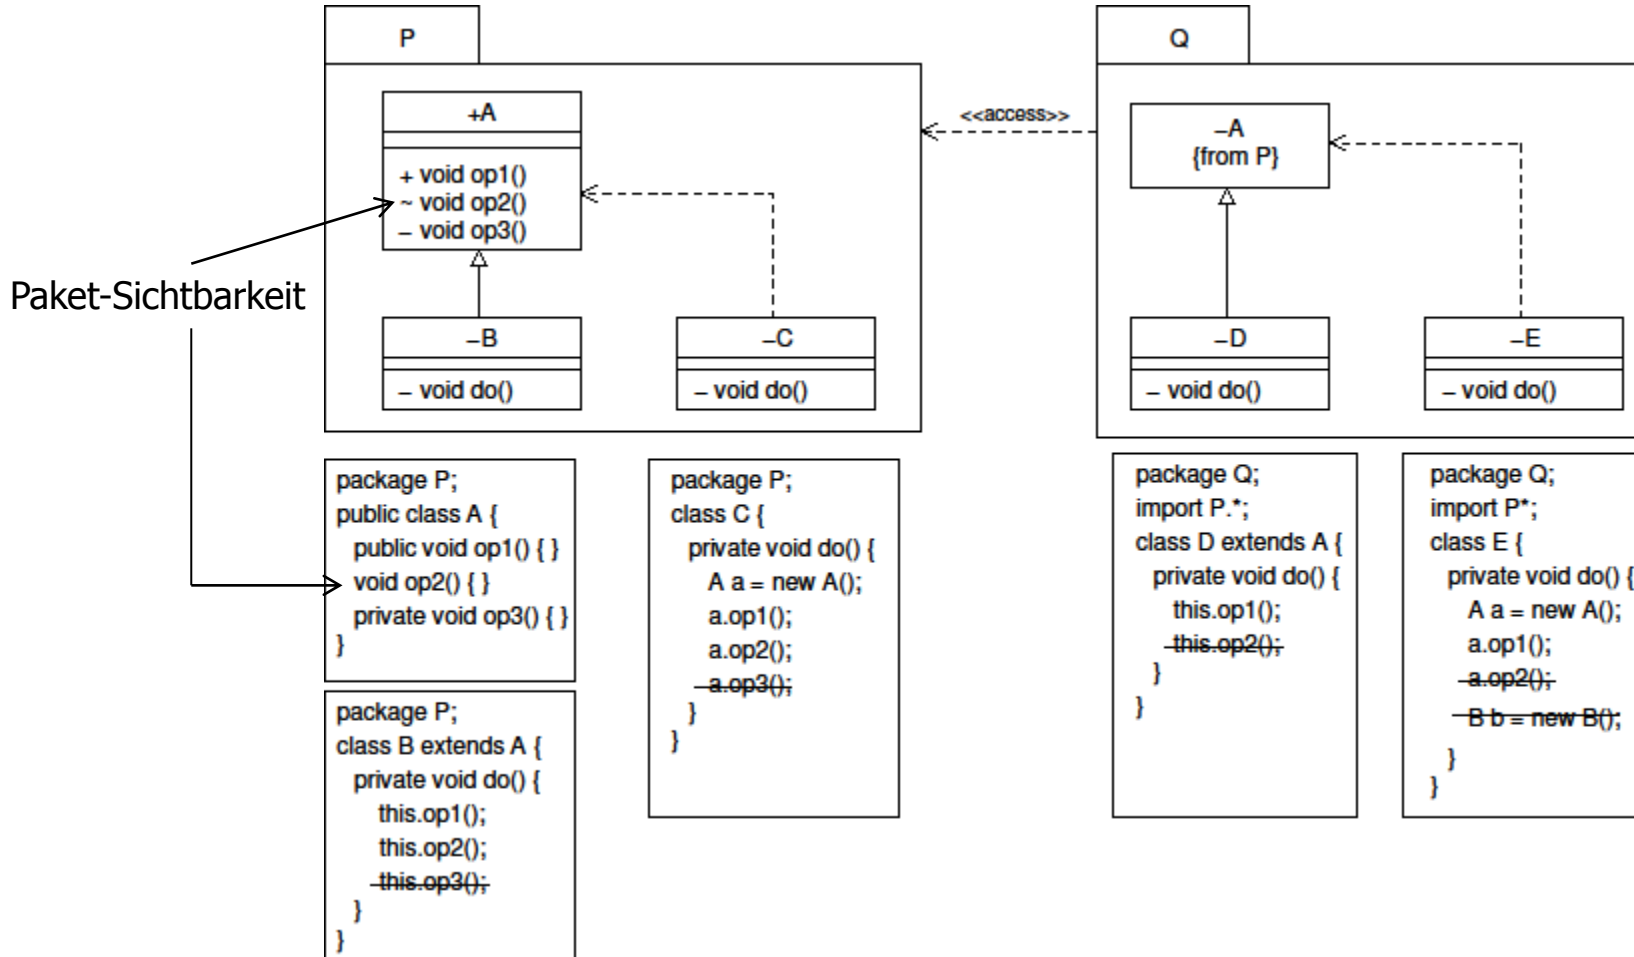 P
+A
+ void op1()
~ void op2()
– void op3()
–B
– void do()
–C
– void do()
<<access>>
Q
–A
{from P}
–D
– void do()
–E
– void do()
Paket-Sichtbarkeit
package P;
public class A {
public void op1() { }
void op2() { }
private void op3() { }
}
package P;
class B extends A {
private void do() {
this.op1();
this.op2();
this.op3();
}
}
package P;
class C {
private void do() {
A a = new A();
a.op1();
a.op2();
a.op3();
}
}
package Q;
import P.*;
class D extends A {
private void do() {
this.op1();
this.op2();
}
}
package Q;
import P*;
class E {
private void do() {
A a = new A();
a.op1();
a.op2();
B b = new B();
}
}